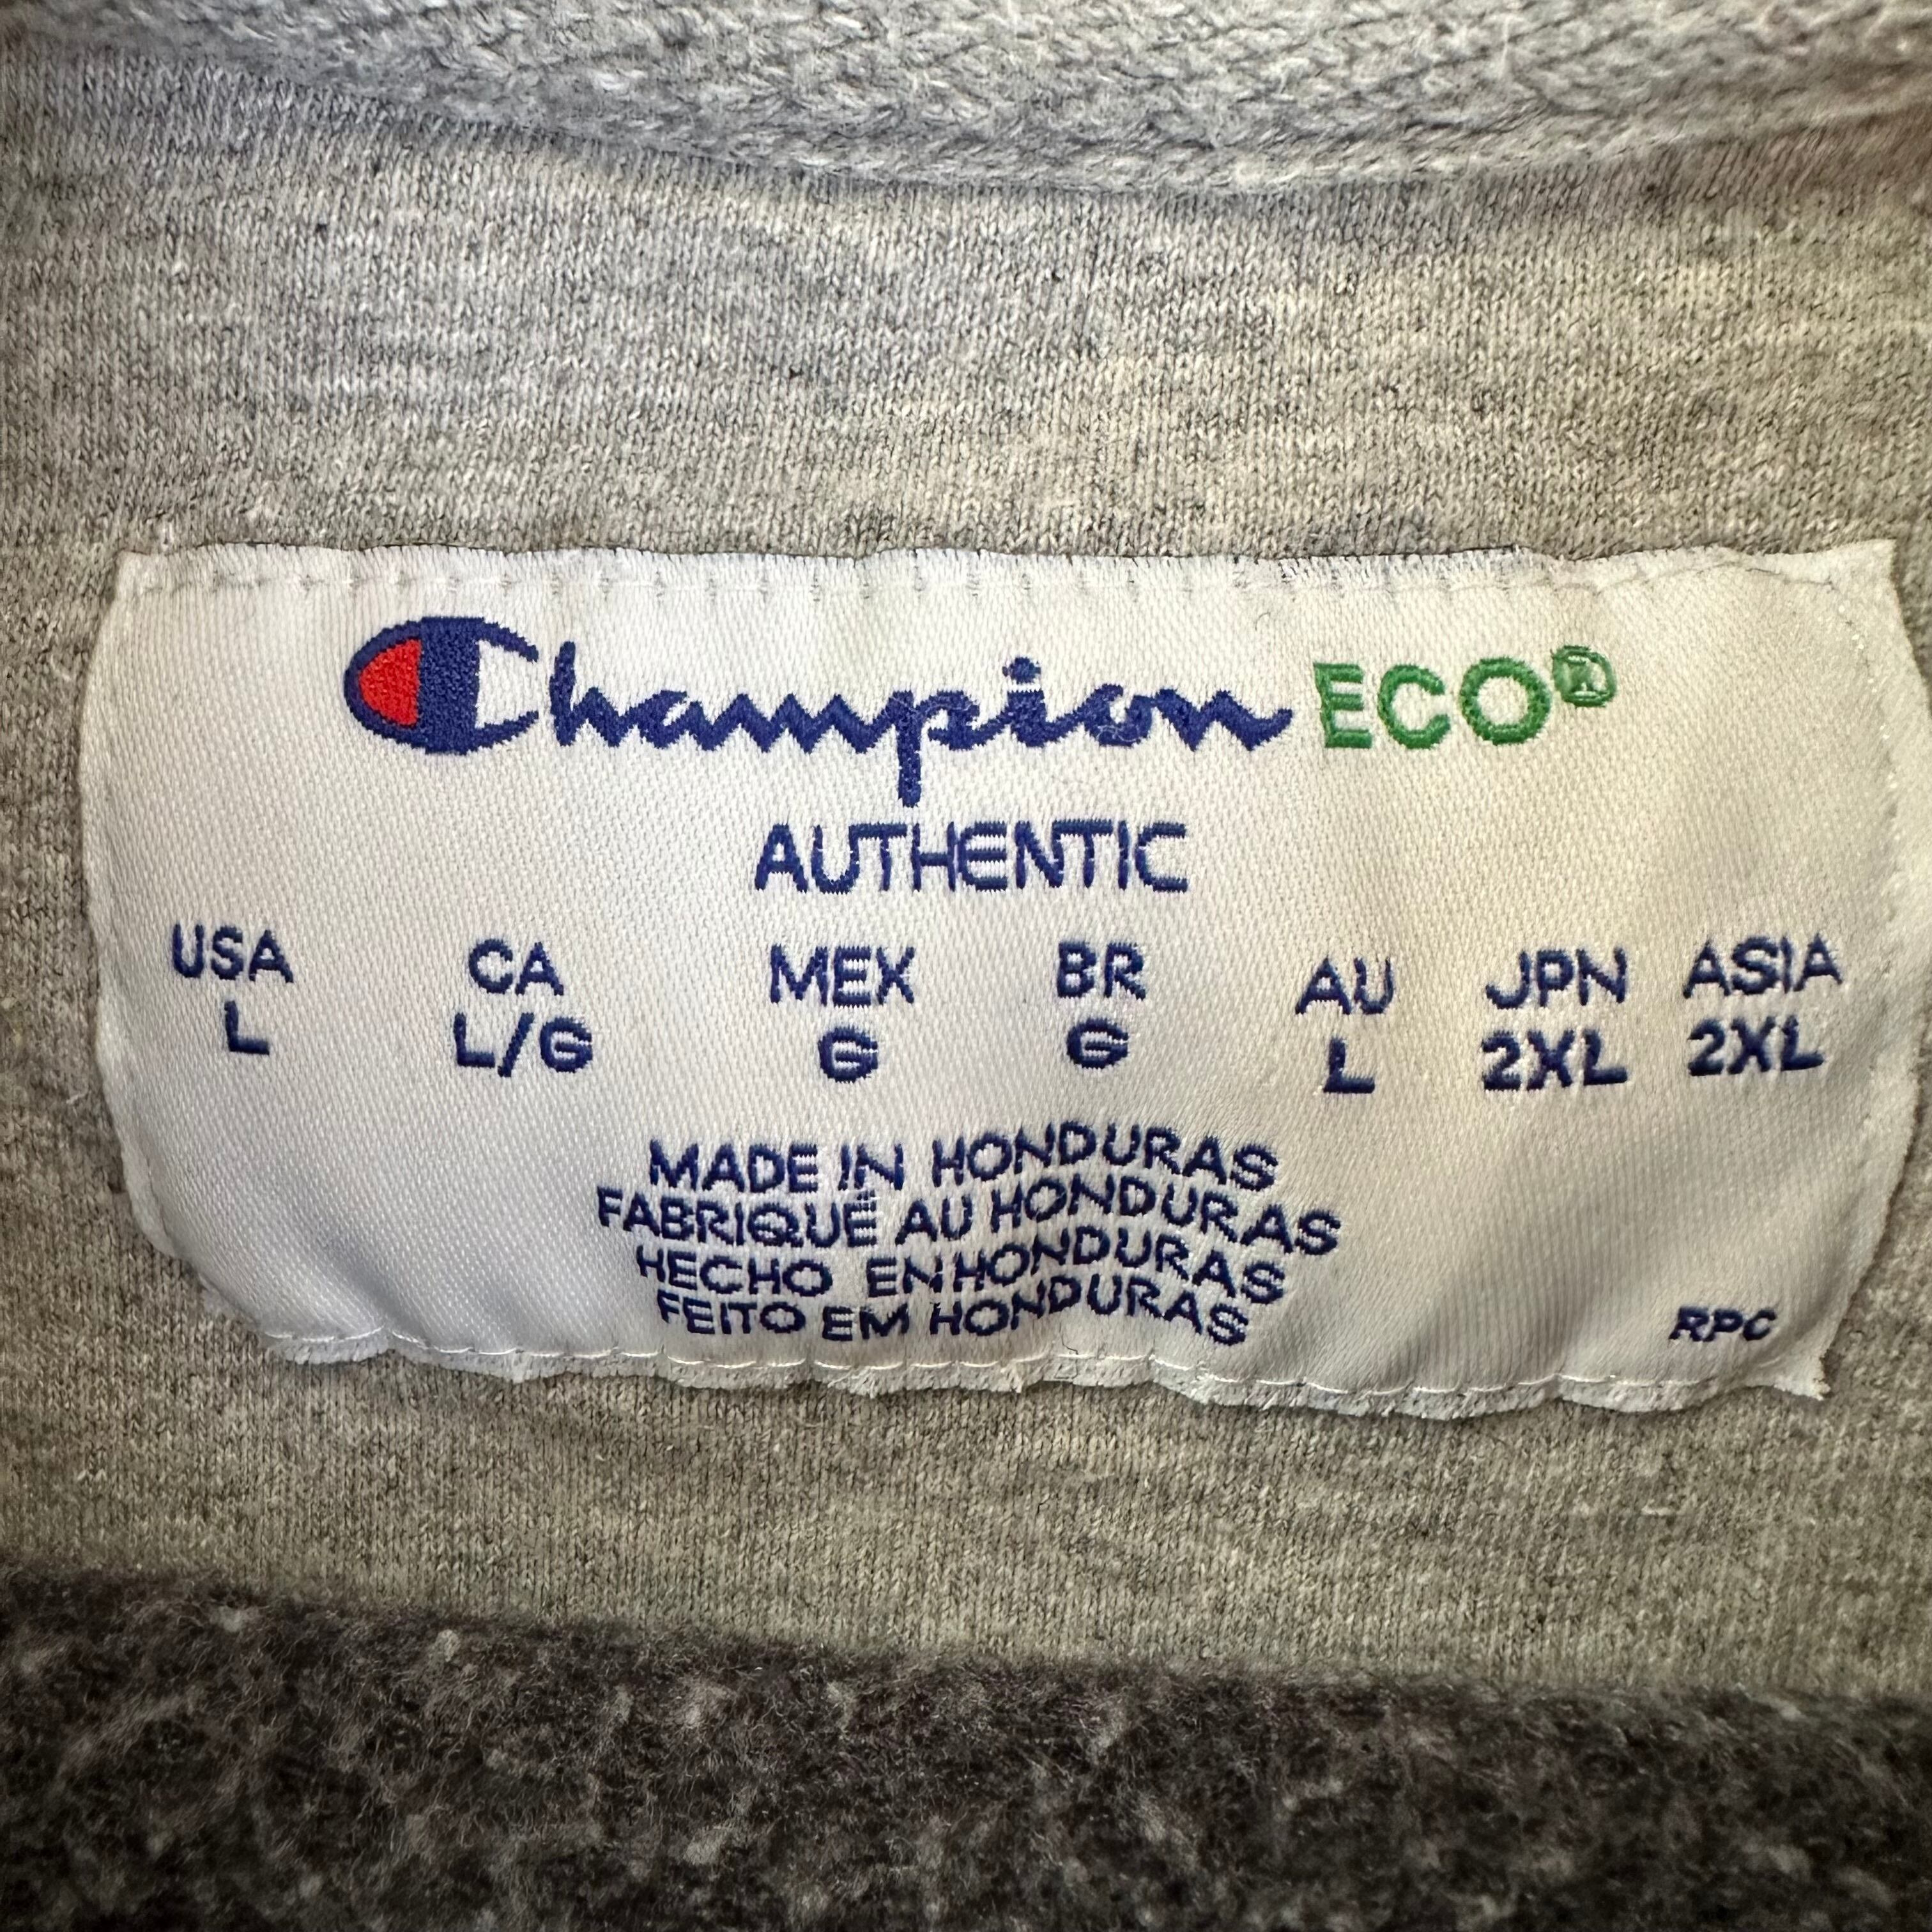 Champion ECO®
AUTHENTIC
USA CA MEX BR AU JPN ASIA
L L/G G G L 2XL 2XL
MADE IN HONDURAS
FABRIQUÉ AU HONDURAS
HECHO EN HONDURAS
FEITO EM HONDURAS
RPC